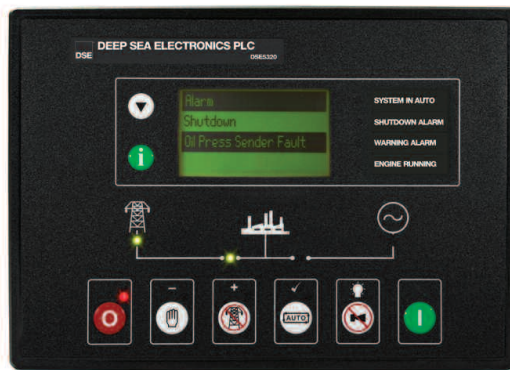 DSE DEEP SEA ELECTRONICS PLC
DSE5320
Alarm
Shutdown
Oil Press Sender Fault
SYSTEM IN AUTO
SHUTDOWN ALARM
WARNING ALARM
ENGINE RUNNING
i
− + ✓
O AUTO I